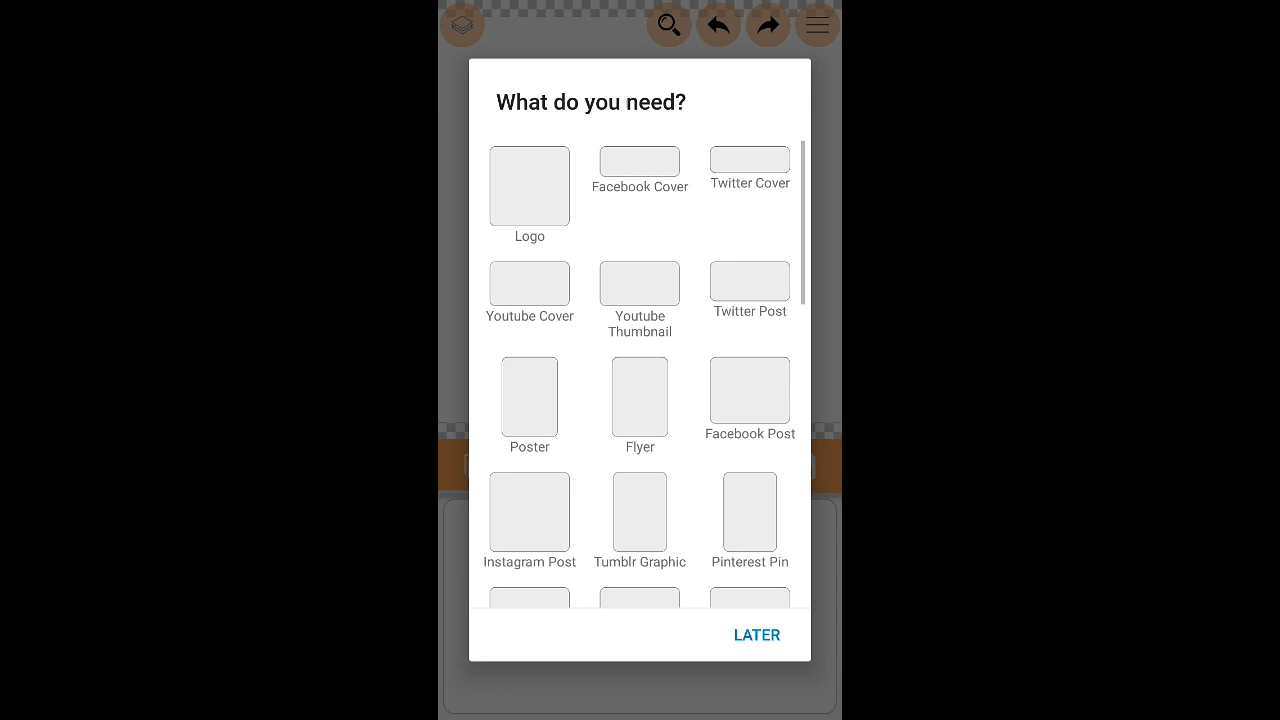 What do you need?
Logo
Facebook Cover
Twitter Cover
Youtube Cover
Youtube
Thumbnail
Twitter Post
Poster
Flyer
Facebook Post
Instagram Post
Tumblr Graphic
Pinterest Pin
LATER